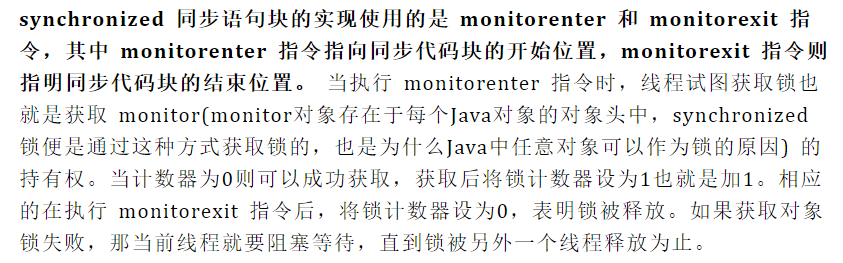 synchronized 同步语句块的实现使用的是 monitorenter 和 monitorexit 指
令，其中 monitorenter 指令指向同步代码块的开始位置，monitorexit 指令则
指明同步代码块的结束位置。 当执行 monitorenter 指令时，线程试图获取锁也
就是获取 monitor(monitor对象存在于每个Java对象的对象头中，synchronized
锁便是通过这种方式获取锁的，也是为什么Java中任意对象可以作为锁的原因) 的
持有权。当计数器为0则可以成功获取，获取后将锁计数器设为1也就是加1。相应
的在执行 monitorexit 指令后，将锁计数器设为0，表明锁被释放。如果获取对象
锁失败，那当前线程就要阻塞等待，直到锁被另外一个线程释放为止。